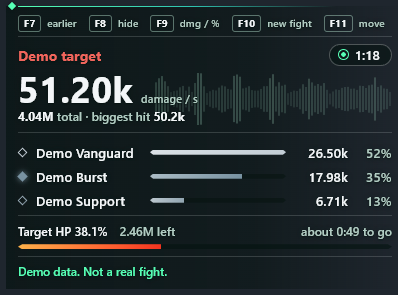 F7 earlier F8 hide F9 dmg / % F10 new fight F11 move
Demo target 1:18
51.20k damage / s
4.04M total · biggest hit 50.2k
Demo Vanguard 26.50k 52%
Demo Burst 17.98k 35%
Demo Support 6.71k 13%
Target HP 38.1% 2.46M left about 0:49 to go
Demo data. Not a real fight.